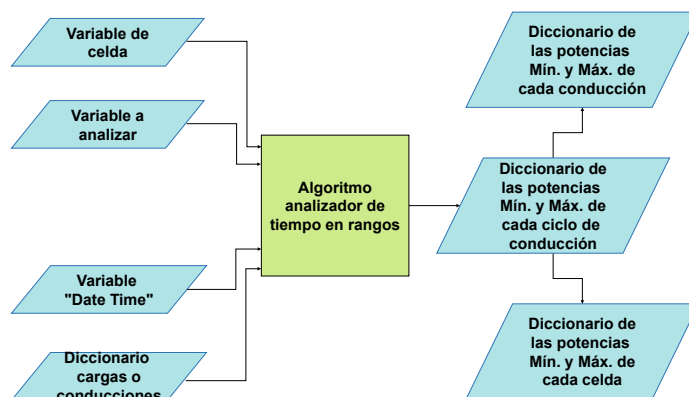 Variable de
celda
Variable a
analizar
Variable
"Date Time"
Diccionario
cargas o
conducciones
Algoritmo
analizador de
tiempo en rangos
Diccionario de
las potencias
Mín. y Máx. de
cada conducción
Diccionario de
las potencias
Mín. y Máx. de
cada ciclo de
conducción
Diccionario de
las potencias
Mín. y Máx. de
cada celda